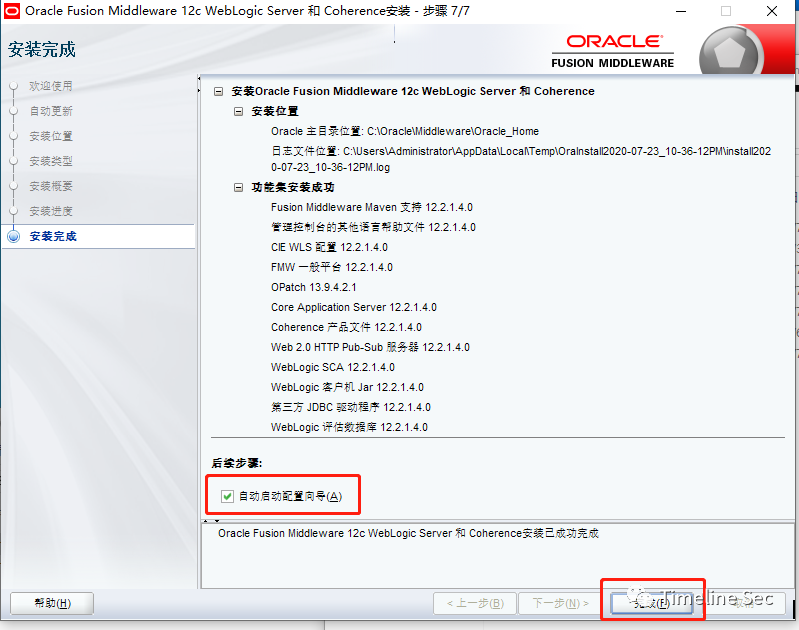 Oracle Fusion Middleware 12c WebLogic Server 和 Coherence安装 - 步骤 7/7
安装完成
ORACLE
FUSION MIDDLEWARE
欢迎使用
自动更新
安装位置
安装类型
安装概要
安装进度
安装完成
安装Oracle Fusion Middleware 12c WebLogic Server 和 Coherence
安装位置
Oracle 主目录位置: C:\Oracle\Middleware\Oracle_Home
日志文件位置: C:\Users\Administrator\AppData\Local\Temp\OraInstall2020-07-23_10-36-12PM\install202
0-07-23_10-36-12PM.log
功能集安装成功
Fusion Middleware Maven 支持 12.2.1.4.0
管理控制台的其他语言帮助文件 12.2.1.4.0
CIE WLS 配置 12.2.1.4.0
FMW 一般平台 12.2.1.4.0
OPatch 13.9.4.2.1
Core Application Server 12.2.1.4.0
Coherence 产品文件 12.2.1.4.0
Web 2.0 HTTP Pub-Sub 服务器 12.2.1.4.0
WebLogic SCA 12.2.1.4.0
WebLogic 客户机 Jar 12.2.1.4.0
第三方 JDBC 驱动程序 12.2.1.4.0
WebLogic 评估数据库 12.2.1.4.0
后续步骤:
自动启动配置向导(A)
Oracle Fusion Middleware 12c WebLogic Server 和 Coherence安装已成功完成
帮助(H)
< 上一步(B)
下一步(N) >
Timeline Sec